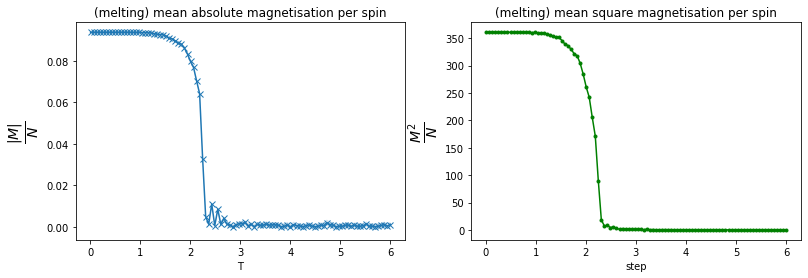 (melting) mean absolute magnetisation per spin
|M|
N
0.08
0.06
0.04
0.02
0.00
0 1 2 3 4 5 6
T
(melting) mean square magnetisation per spin
M²
N
350
300
250
200
150
100
50
0
0 1 2 3 4 5 6
step